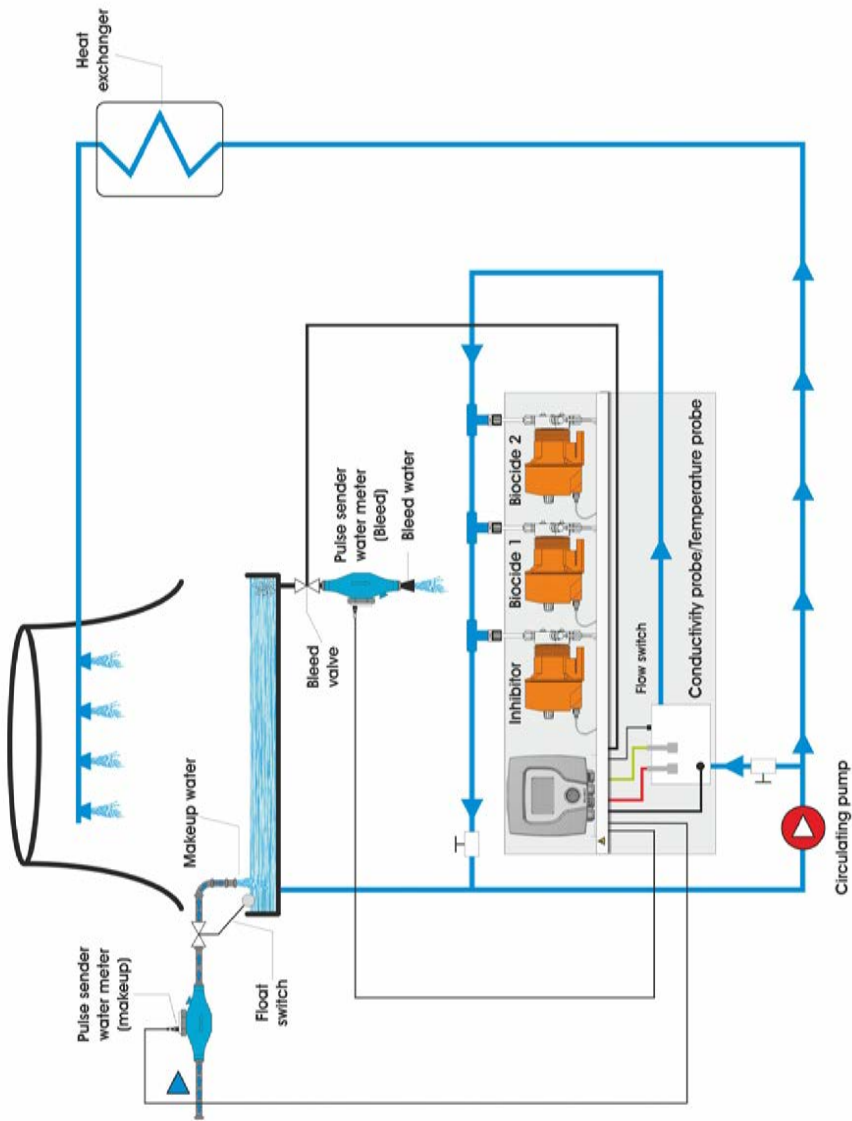 Heat
exchanger
Makeup water
Pulse sender
water meter
(makeup)
Float
switch
Bleed
valve
Pulse sender
water meter
(Bleed)
Bleed water
Inhibitor
Biocide 1
Biocide 2
Flow switch
Conductivity probe/Temperature probe
Circulating pump